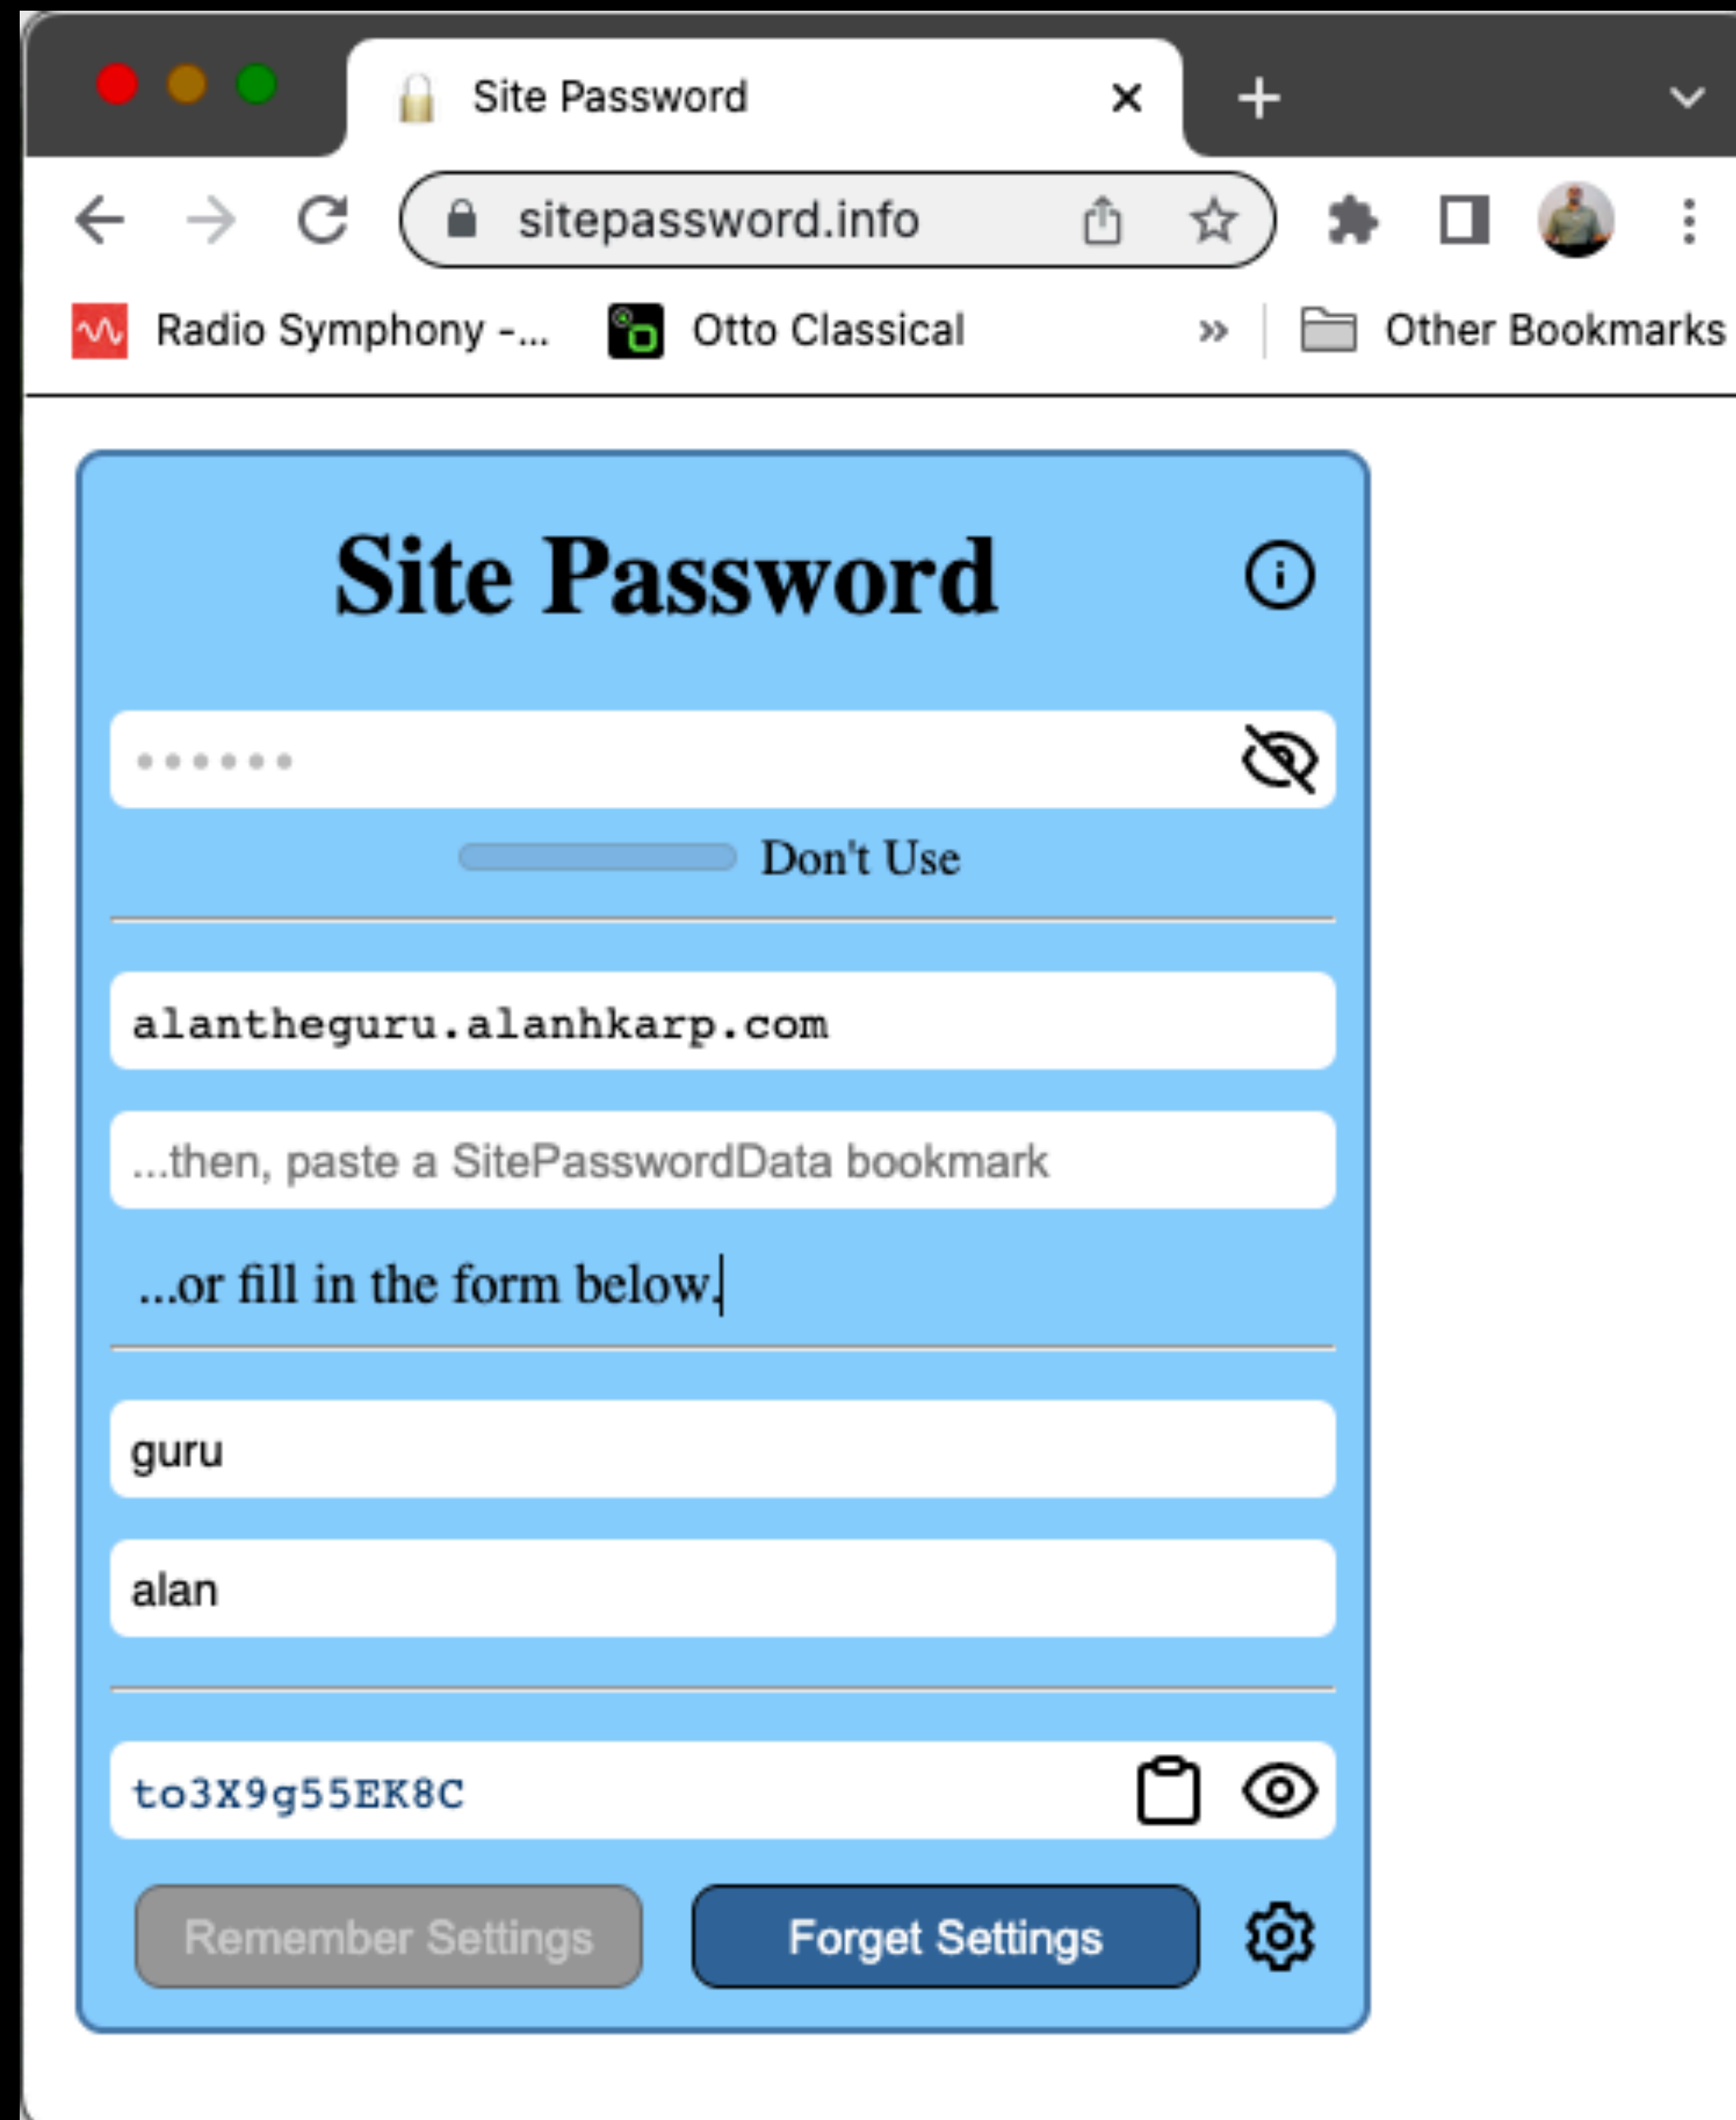 Site Password
sitepassword.info
Radio Symphony -...
Otto Classical
»
Other Bookmarks
Site Password
••••••
Don't Use
alantheguru.alanhkarp.com
...then, paste a SitePasswordData bookmark
...or fill in the form below.
guru
alan
to3X9g55EK8C
Remember Settings
Forget Settings